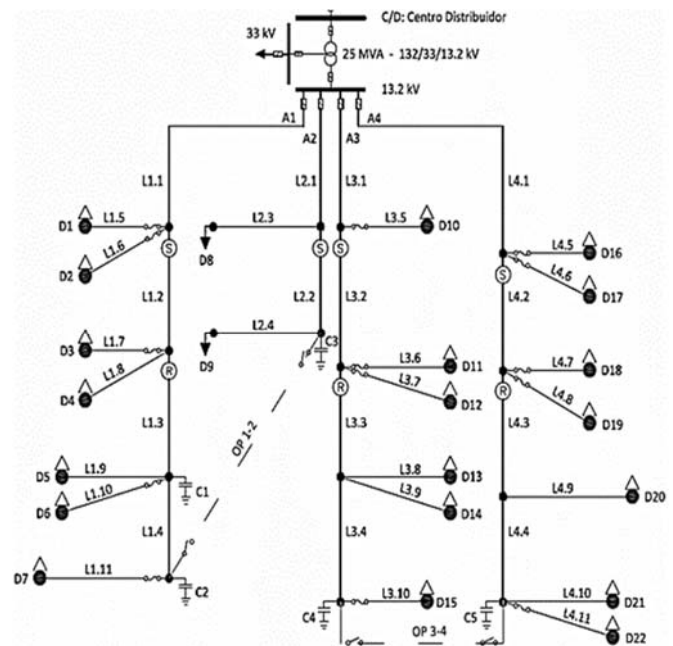 C/D: Centro Distribuidor
33 kV
25 MVA - 132/33/13.2 kV
13.2 kV
A1
A2
A3
A4
L1.1
L2.1
L3.1
L4.1
D1
L1.5
L1.6
D2
S
L2.3
D8
S
S
L3.5
D10
L4.5
D16
L4.6
D17
S
L1.2
L2.2
L3.2
L4.2
D3
L1.7
L1.8
D4
R
L2.4
D9
C3
L3.6
D11
L3.7
D12
R
L4.7
D18
L4.8
D19
R
L1.3
L3.3
L4.3
OP 1-2
D5
L1.9
L1.10
D6
C1
L3.8
D13
L3.9
D14
L4.9
D20
L1.4
L3.4
L4.4
D7
L1.11
C2
C4
L3.10
D15
C5
L4.10
D21
L4.11
D22
OP 3-4